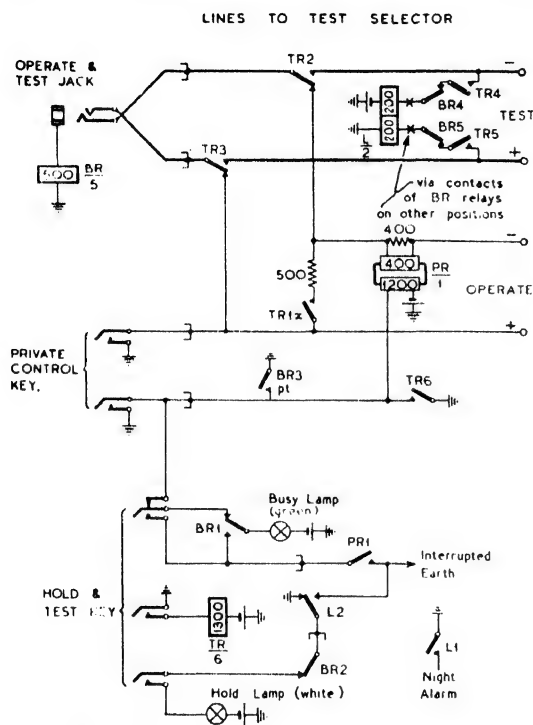 LINES TO TEST SELECTOR
OPERATE &
TEST JACK
TR2
−
200
200
L
2
BR4
TR4
TEST
BR5
TR5
TR3
+
500
BR
5
via contacts
of BR relays
on other positions
400
−
500
400
1200
PR
1
OPERATE
TR1x
+
PRIVATE
CONTROL
KEY.
BR3
pt
TR6
Busy Lamp
(green)
BR1
PR1
Interrupted
Earth
HOLD &
TEST KEY
1300
TR
6
L2
L1
BR2
Night
Alarm
Hold Lamp (white)